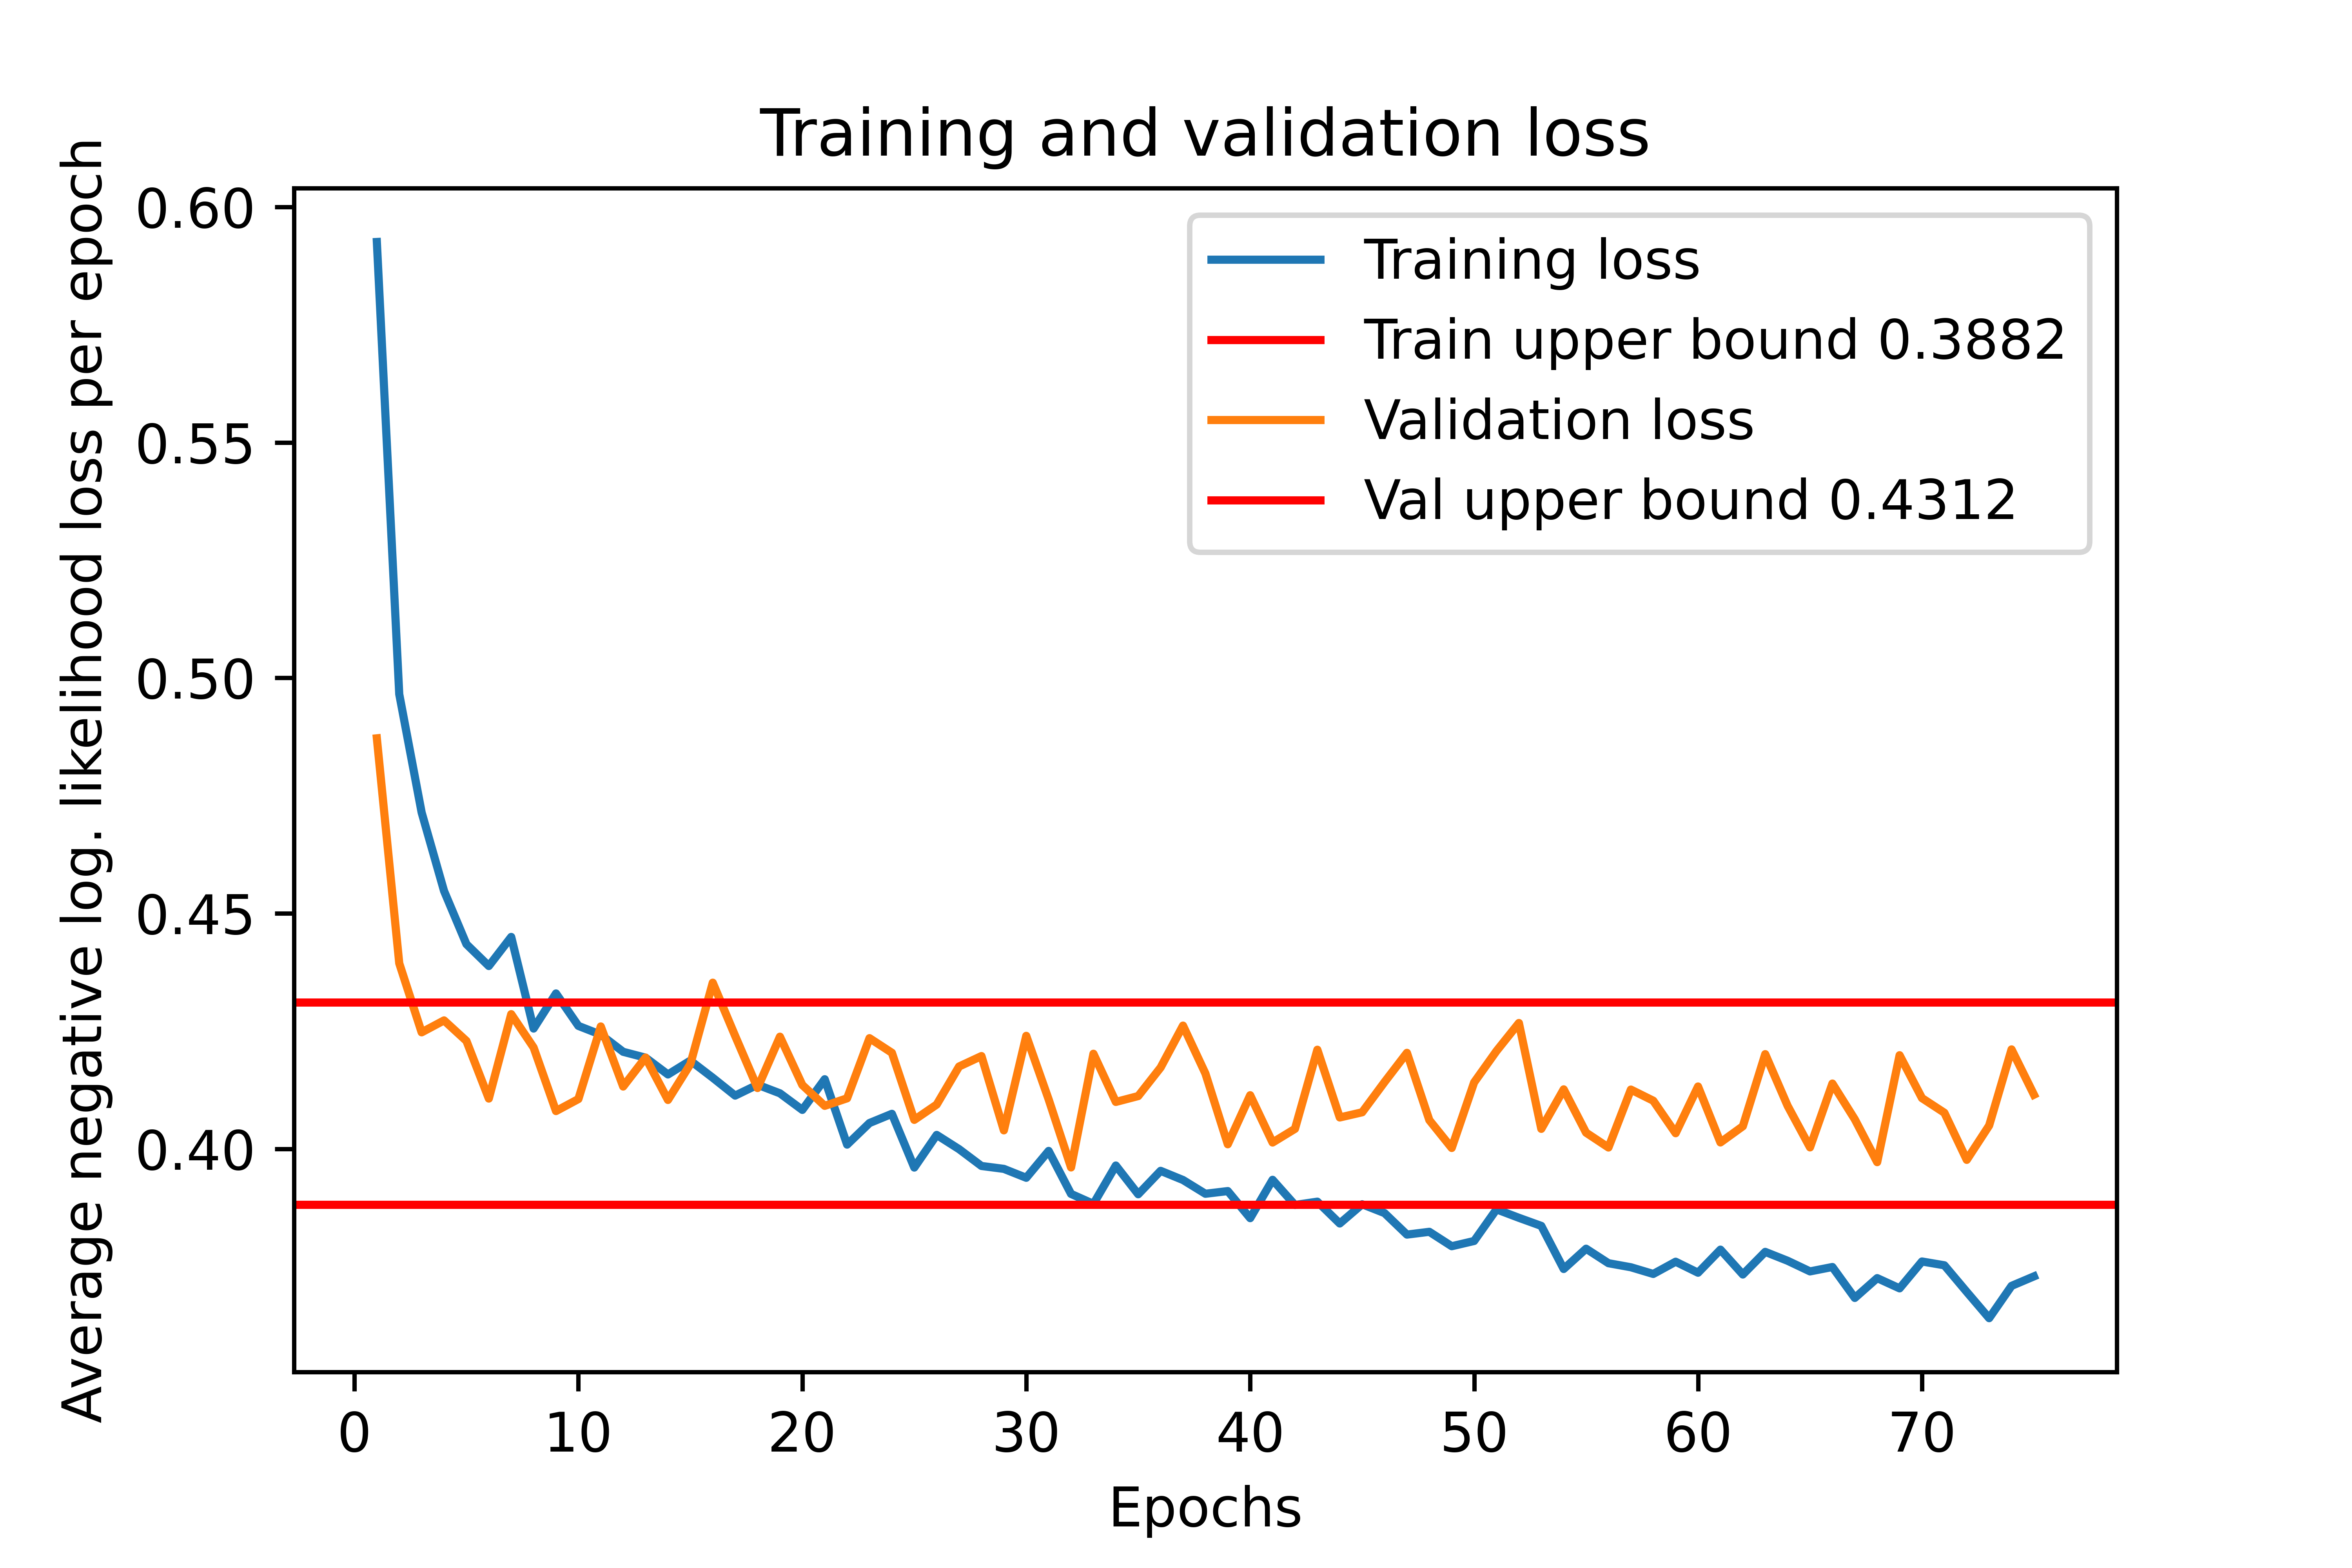 Training and validation loss
Average negative log. likelihood loss per epoch
0.60
0.55
0.50
0.45
0.40
Training loss
Train upper bound 0.3882
Validation loss
Val upper bound 0.4312
0 10 20 30 40 50 60 70
Epochs